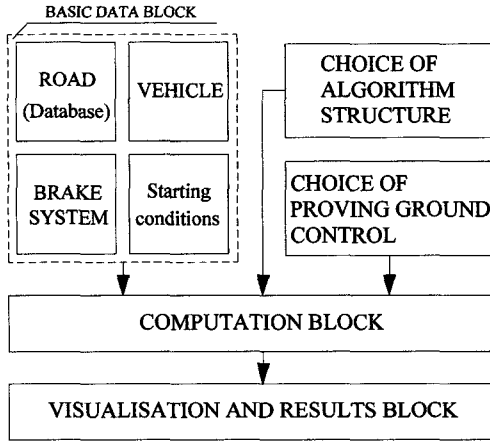 BASIC DATA BLOCK
ROAD
(Database)
VEHICLE
BRAKE
SYSTEM
Starting
conditions
CHOICE OF
ALGORITHM
STRUCTURE
CHOICE OF
PROVING GROUND
CONTROL
COMPUTATION BLOCK
VISUALISATION AND RESULTS BLOCK